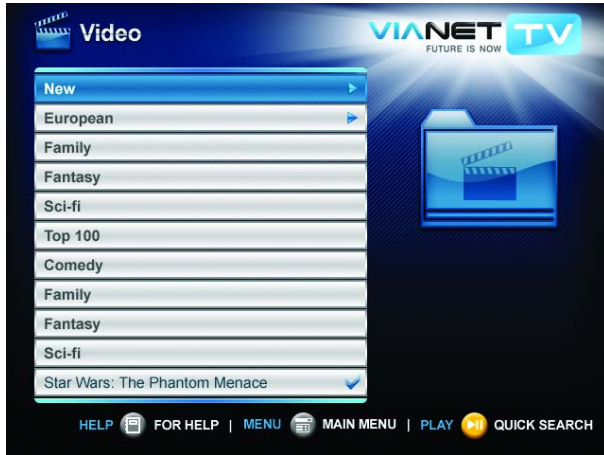 Video
VIANET TV
FUTURE IS NOW
New
European
Family
Fantasy
Sci-fi
Top 100
Comedy
Family
Fantasy
Sci-fi
Star Wars: The Phantom Menace
HELP FOR HELP | MENU MAIN MENU | PLAY QUICK SEARCH